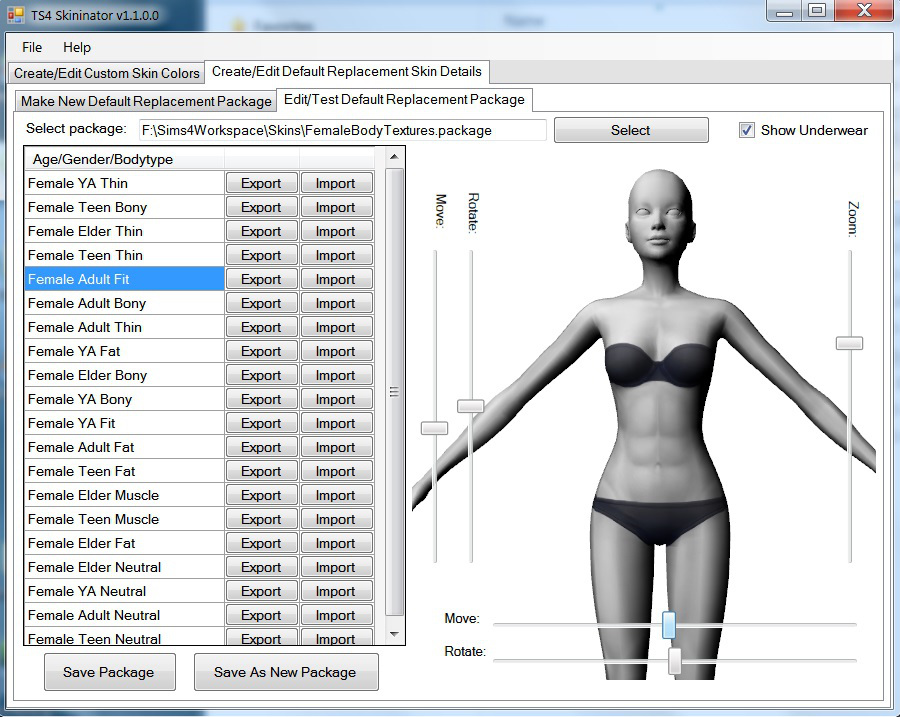 TS4 Skininator v1.1.0.0
File Help
Create/Edit Custom Skin Colors Create/Edit Default Replacement Skin Details
Make New Default Replacement Package Edit/Test Default Replacement Package
Select package: F:\Sims4Workspace\Skins\FemaleBodyTextures.package Select Show Underwear
Age/Gender/Bodytype
Female YA Thin Export Import
Female Teen Bony Export Import
Female Elder Thin Export Import
Female Teen Thin Export Import
Female Adult Fit Export Import
Female Adult Bony Export Import
Female Adult Thin Export Import
Female YA Fat Export Import
Female Elder Bony Export Import
Female YA Bony Export Import
Female YA Fit Export Import
Female Adult Fat Export Import
Female Teen Fat Export Import
Female Elder Muscle Export Import
Female Teen Muscle Export Import
Female Elder Fat Export Import
Female Elder Neutral Export Import
Female YA Neutral Export Import
Female Adult Neutral Export Import
Female Teen Neutral Export Import
Move:
Rotate:
Zoom:
Move:
Rotate:
Save Package Save As New Package